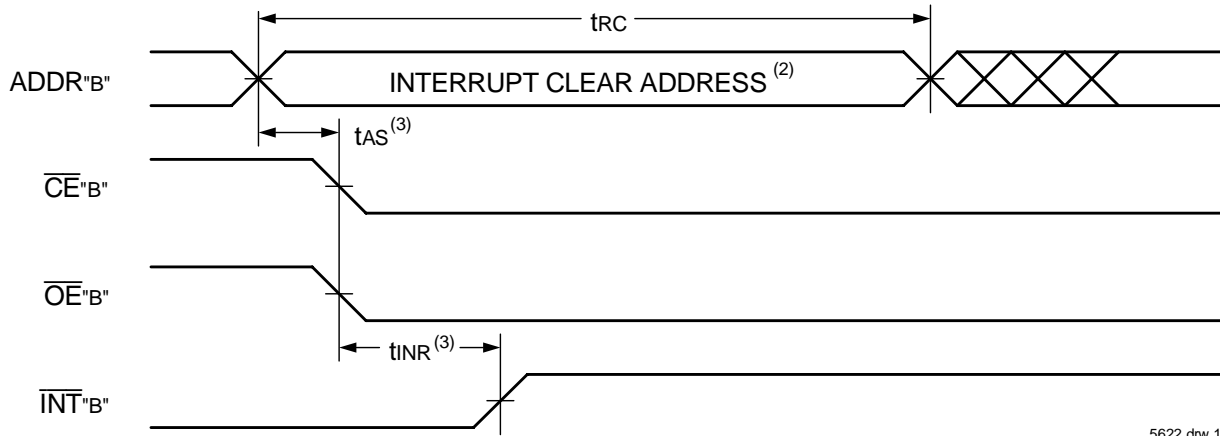 tRC
ADDR"B"
INTERRUPT CLEAR ADDRESS (2)
tAS(3)
CE"B"
OE"B"
tINR(3)
INT"B"